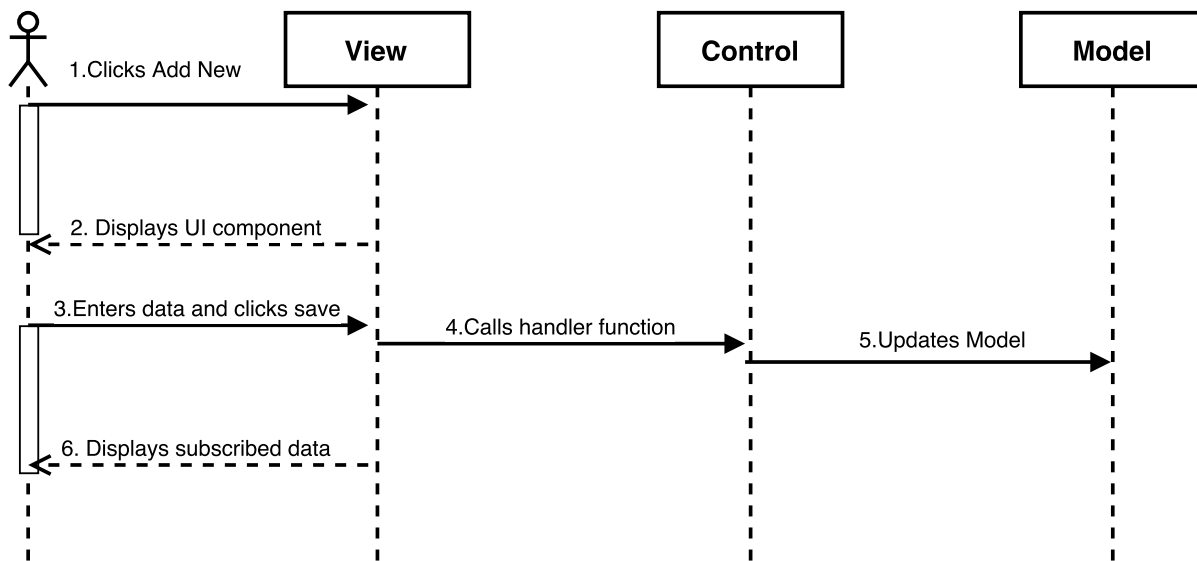 View
Control
Model
1.Clicks Add New
2. Displays UI component
3.Enters data and clicks save
4.Calls handler function
5.Updates Model
6. Displays subscribed data